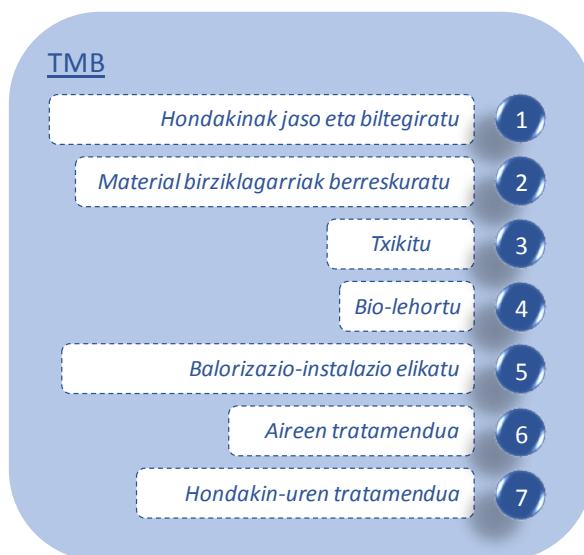 TMB
Hondakinak jaso eta biltegiratu 1
Material birziklagarriak berreskuratu 2
Txikitu 3
Bio-lehortu 4
Balorizazio-instalazio elikatu 5
Aireen tratamendua 6
Hondakin-uren tratamendua 7